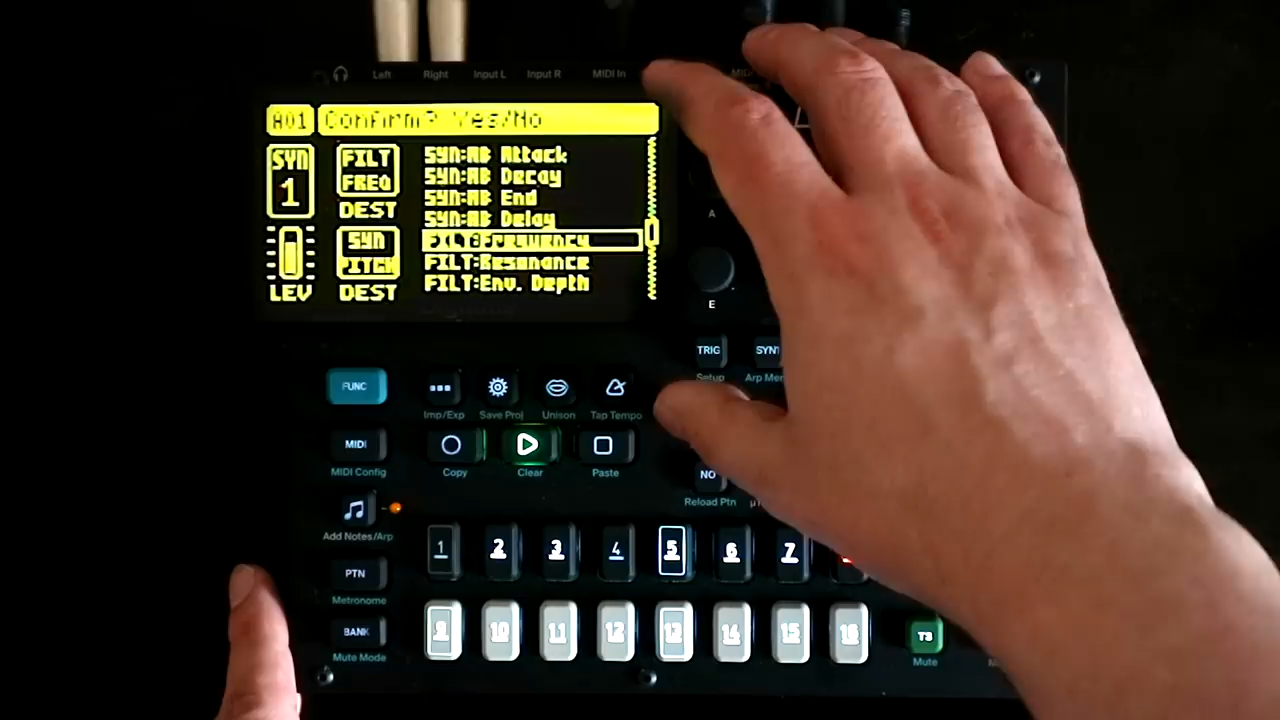 Left Right Input L Input R MIDI In
A01 Confirm? Yes/No
SYN 1 LEV
FILT FREQ DEST
SYN PITCH DEST
SYN:AB Attack
SYN:AB Decay
SYN:AB End
SYN:AB Delay
FILT:Frequency
FILT:Resonance
FILT:Env. Depth
A
E
TRIG
Setup Arp
FUNC
Imp/Exp Save Proj Unison Tap Tempo
MIDI
MIDI Config
Copy Clear Paste
NO
Reload Ptn
Add Notes/Arp
1 2 3 4 5 6 7
PTN
Metronome
BANK
Mute Mode
9 10 11 12 13 14 15 16
T3
Mute